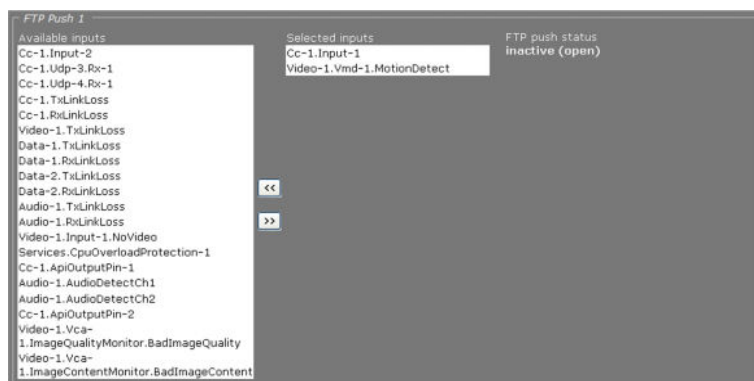 FTP Push 1
Available inputs
Cc-1.Input-2
Cc-1.Udp-3.Rx-1
Cc-1.Udp-4.Rx-1
Cc-1.TxLinkLoss
Cc-1.RxLinkLoss
Video-1.TxLinkLoss
Data-1.TxLinkLoss
Data-1.RxLinkLoss
Data-2.TxLinkLoss
Data-2.RxLinkLoss
Audio-1.TxLinkLoss
Audio-1.RxLinkLoss
Video-1.Input-1.NoVideo
Services.CpuOverloadProtection-1
Cc-1.ApiOutputPin-1
Audio-1.AudioDetectCh1
Audio-1.AudioDetectCh2
Cc-1.ApiOutputPin-2
Video-1.Vca-
1.ImageQualityMonitor.BadImageQuality
Video-1.Vca-
1.ImageContentMonitor.BadImageContent
<<
>>
Selected inputs
Cc-1.Input-1
Video-1.Vmd-1.MotionDetect
FTP push status
inactive (open)